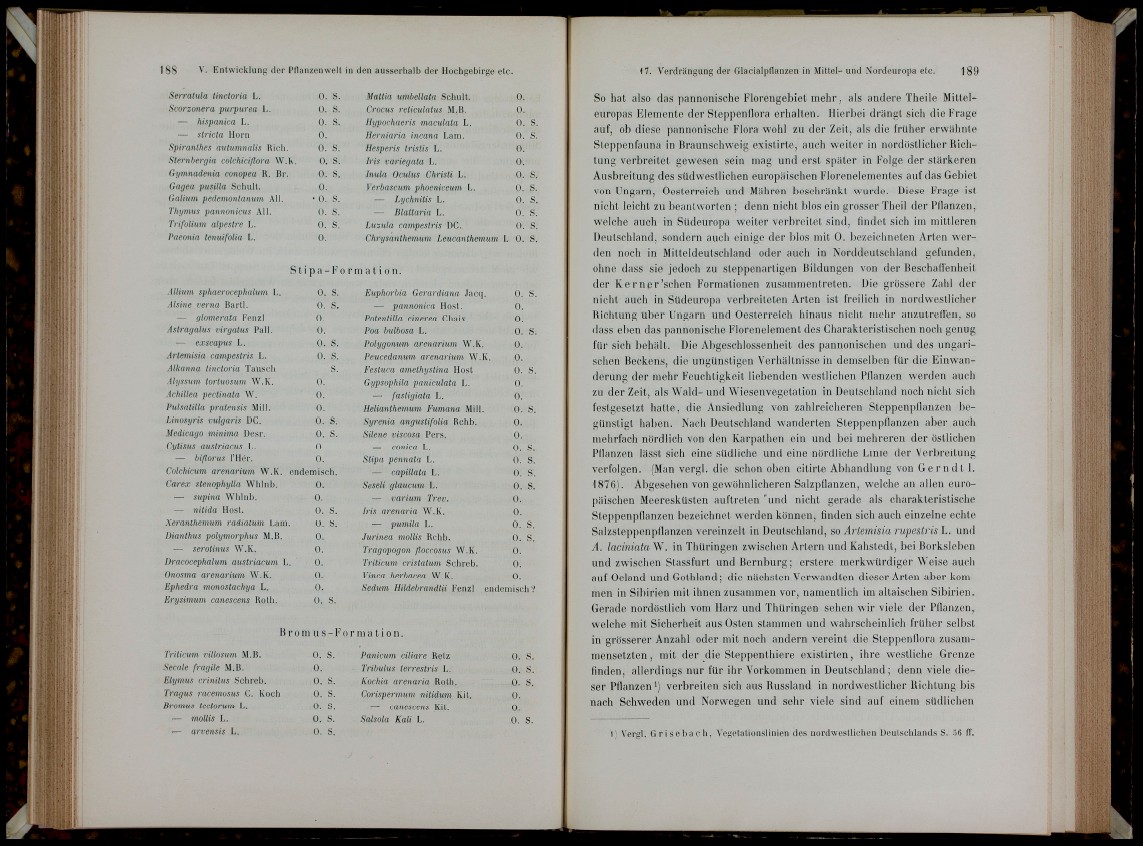 188 V. Entwicklung der Pflanzenwelt in den ausserhalb der Hochgebirge etc.
Serratula tinctoria L. O. S.
Scorzonera purpurea L. O. S.
— hispanica L. O. S.
— stricta Horn O.
Spiranthes autumnalis Rich. O. S.
Sternbergia colchiciflora W.K. O. S.
Gymnadenia conopea R. Br. O. S.
Gagea pusilla Schult. O.
Galium pedemontanum All. O. S.
Thymus pannonicus All. O. S.
Trifolium alpestre L. O. S.
Paeonia tenuifolia L. O.
Mattia umbellata Schult. O.
Crocus reticulatus M.B. O.
Hypochaeris maculata L. O. S.
Herniaria incana Lam. O. S.
Hesperis tristis L. O.
Iris variegata L. O.
Inula Oculus Christi L. O. S.
Verbascum phoeniceum L. O. S.
— Lychnitis L. O. S.
— Blattaria L. O. S.
Luzula campestris DC. O. S.
Chrysanthemum Leucanthemum L O. S.
Stipa-Formation.
Allium sphaerocephalum L. O. S.
Alsine verna Bartl. O. S.
— glomerata Fenzl O.
Astragalus virgatus Pall. O.
— exscapus L. O. S.
Artemisia campestris L. O. S.
Alkanna tinctoria Tausch S.
Alyssum tortuosum W.K. O.
Achillea pectinata W. O.
Pulsatilla pratensis Mill. O.
Linosyris vulgaris DC. O. S.
Medicago minima Desr. O. S.
Cytisus austriacus L. O
— biflorus l'Hér. O.
Colchicum arenarium W.K. endemisch.
Carex stenophylla Whlnb. O.
— supina Whlnb. O.
— nitida Host. O. S.
Xeranthemum radiatum Lam. O. S.
Dianthus polymorphus M.B. O.
— serotinus W.K. O.
Dracocephalum austriacum L. O.
Onosma arenarium W.K. O.
Ephedra monostachya L. O.
Erysimum canescens Roth. O. S.
Euphorbia Gerardiana Jacq. O. S.
— pannonica Host. O.
Potentilla cinerea Chaix O.
Poa bulbosa L. O. S.
Polygonum arenarium W.K. O.
Peucedanum arenarium W.K. O.
Festuca amethystina Host O. S.
Gypsophila paniculata L. O.
— fastigiata L. O.
Helianthemum Fumana Mill. O. S.
Syrenia angustifolia Rchb. O.
Silene viscosa Pers. O.
— conica L. O. S.
Stipa pennata L. O. S.
— capillata L. O. S.
Seseli glaucum L. O. S.
— varium Trev. O.
Iris arenaria W.K. O.
— pumila L. O. S.
Jurinea mollis Rchb. O. S.
Tragopogon floccosus W.K. O.
Triticum cristatum Schreb. O.
Vinca herbacea W.K. O.
Sedum Hildebrandtii Fenzl endemisch?
Bromus-Formation.
Triticum villosum M.B. O. S.
Secale fragile M.B. O.
Elymus crinitus Schreb. O. S.
Tragus racemosus C. Koch O. S.
Bromus tectorum L. O. S.
— mollis L. O. S.
— arvensis L. O. S.
Panicum ciliare Retz O. S.
Tribulus terrestris L. O. S.
Kochia arenaria Roth. O. S.
Corispermum nitidum Kit. O.
— canescens Kit. O.
Salsola Kali L. O. S.
17. Verdrängung der Glacialpflanzen in Mittel- und Nordeuropa etc. 189
So hat also das pannonische Florengebiet mehr, als andere Theile Mittel-
europas Elemente der Steppenflora erhalten. Hierbei drängt sich die Frage
auf, ob diese pannonische Flora wohl zu der Zeit, als die früher erwähnte
Steppenfauna in Braunschweig existirte, auch weiter in nordöstlicher Rich-
tung verbreitet gewesen sein mag und erst später in Folge der stärkeren
Ausbreitung des südwestlichen europäischen Florenelementes auf das Gebiet
von Ungarn, Oesterreich und Mähren beschränkt wurde. Diese Frage ist
nicht leicht zu beantworten; denn nicht blos ein grosser Theil der Pflanzen,
welche auch in Südeuropa weiter verbreitet sind, findet sich im mittleren
Deutschland, sondern auch einige der blos mit O. bezeichneten Arten wer-
den noch in Mitteldeutschland oder auch in Norddeutschland gefunden,
ohne dass sie jedoch zu steppenartigen Bildungen von der Beschaffenheit
der Kerner'schen Formationen zusammentreten. Die grössere Zahl der
nicht auch in Südeuropa verbreiteten Arten ist freilich in nordwestlicher
Richtung über Ungarn und Oesterreich hinaus nicht mehr anzutreffen, so
dass eben das pannonische Florenelement des Charakteristischen noch genug
für sich behält. Die Abgeschlossenheit des pannonischen und des ungari-
schen Beckens, die ungünstigen Verhältnisse in demselben für die Einwan-
derung der mehr Feuchtigkeit liebenden westlichen Pflanzen werden auch
zu der Zeit, als Wald- und Wiesenvegetation in Deutschland noch nicht sich
festgesetzt hatte, die Ansiedlung von zahlreicheren Steppenpflanzen be-
günstigt haben. Nach Deutschland wanderten Steppenpflanzen aber auch
mehrfach nördlich von den Karpathen ein und bei mehreren der östlichen
Pflanzen lässt sich eine südliche und eine nördliche Linie der Verbreitung
verfolgen. (Man vergl. die schon oben citirte Abhandlung von Gerndt l.
1876). Abgesehen von gewöhnlicheren Salzpflanzen, welche an allen euro-
päischen Meeresküsten auftreten und nicht gerade als charakteristische
Steppenpflanzen bezeichnet werden können, finden sich auch einzelne echte
Salzsteppenpflanzen vereinzelt in Deutschland, so Artemisia rupestris L. und
A. laciniata W. in Thüringen zwischen Artern und Kahstedt, bei Borksleben
und zwischen Stassfurt und Bernburg; erstere merkwürdiger Weise auch
auf Oeland und Gothland; die nächsten Verwandten dieser Arten aber kom-
men in Sibirien mit ihnen zusammen vor, namentlich im altaischen Sibirien.
Gerade nordöstlich vom Harz und Thüringen sehen wir viele der Pflanzen,
welche mit Sicherheit aus Osten stammen und wahrscheinlich früher selbst
in grösserer Anzahl oder mit noch andern vereint die Steppenflora zusam-
mensetzten, mit der die Steppenthiere existirten, ihre westliche Grenze
finden, allerdings nur für ihr Vorkommen in Deutschland; denn viele die-
ser Pflanzen¹) verbreiten sich aus Russland in nordwestlicher Richtung bis
nach Schweden und Norwegen und sehr viele sind auf einem südlichen
1) Vergl. Grisebach, Vegetationslinien des nordwestlichen Deutschlands S. 56 ff.